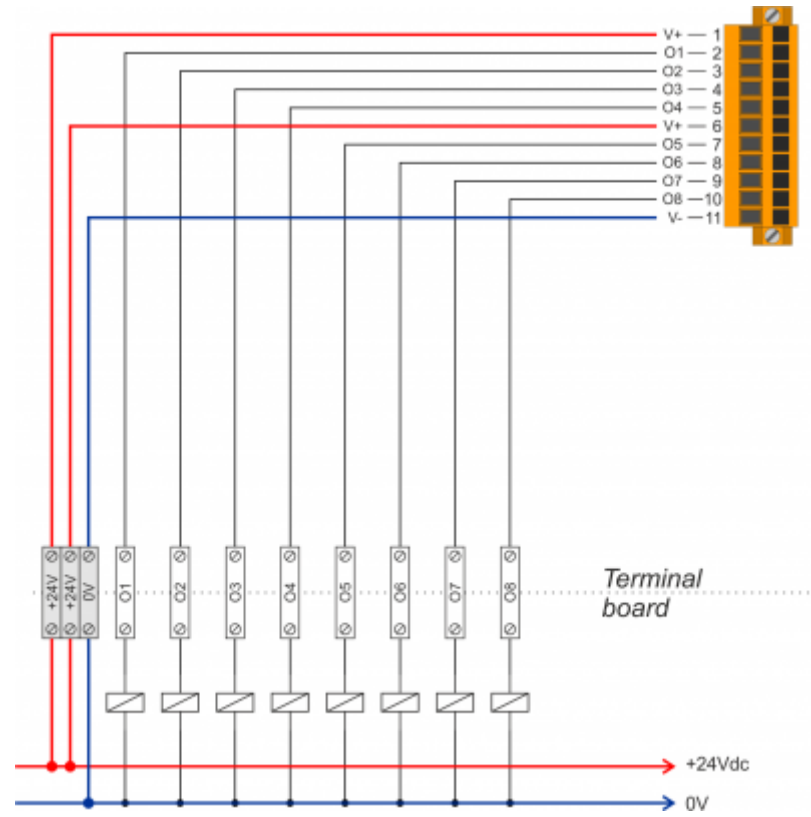 V+ — 1
O1 — 2
O2 — 3
O3 — 4
O4 — 5
V+ — 6
O5 — 7
O6 — 8
O7 — 9
O8 — 10
V- — 11
+24V +24V 0V O1 O2 O3 O4 O5 O6 O7 O8
Terminal
board
+24Vdc
0V